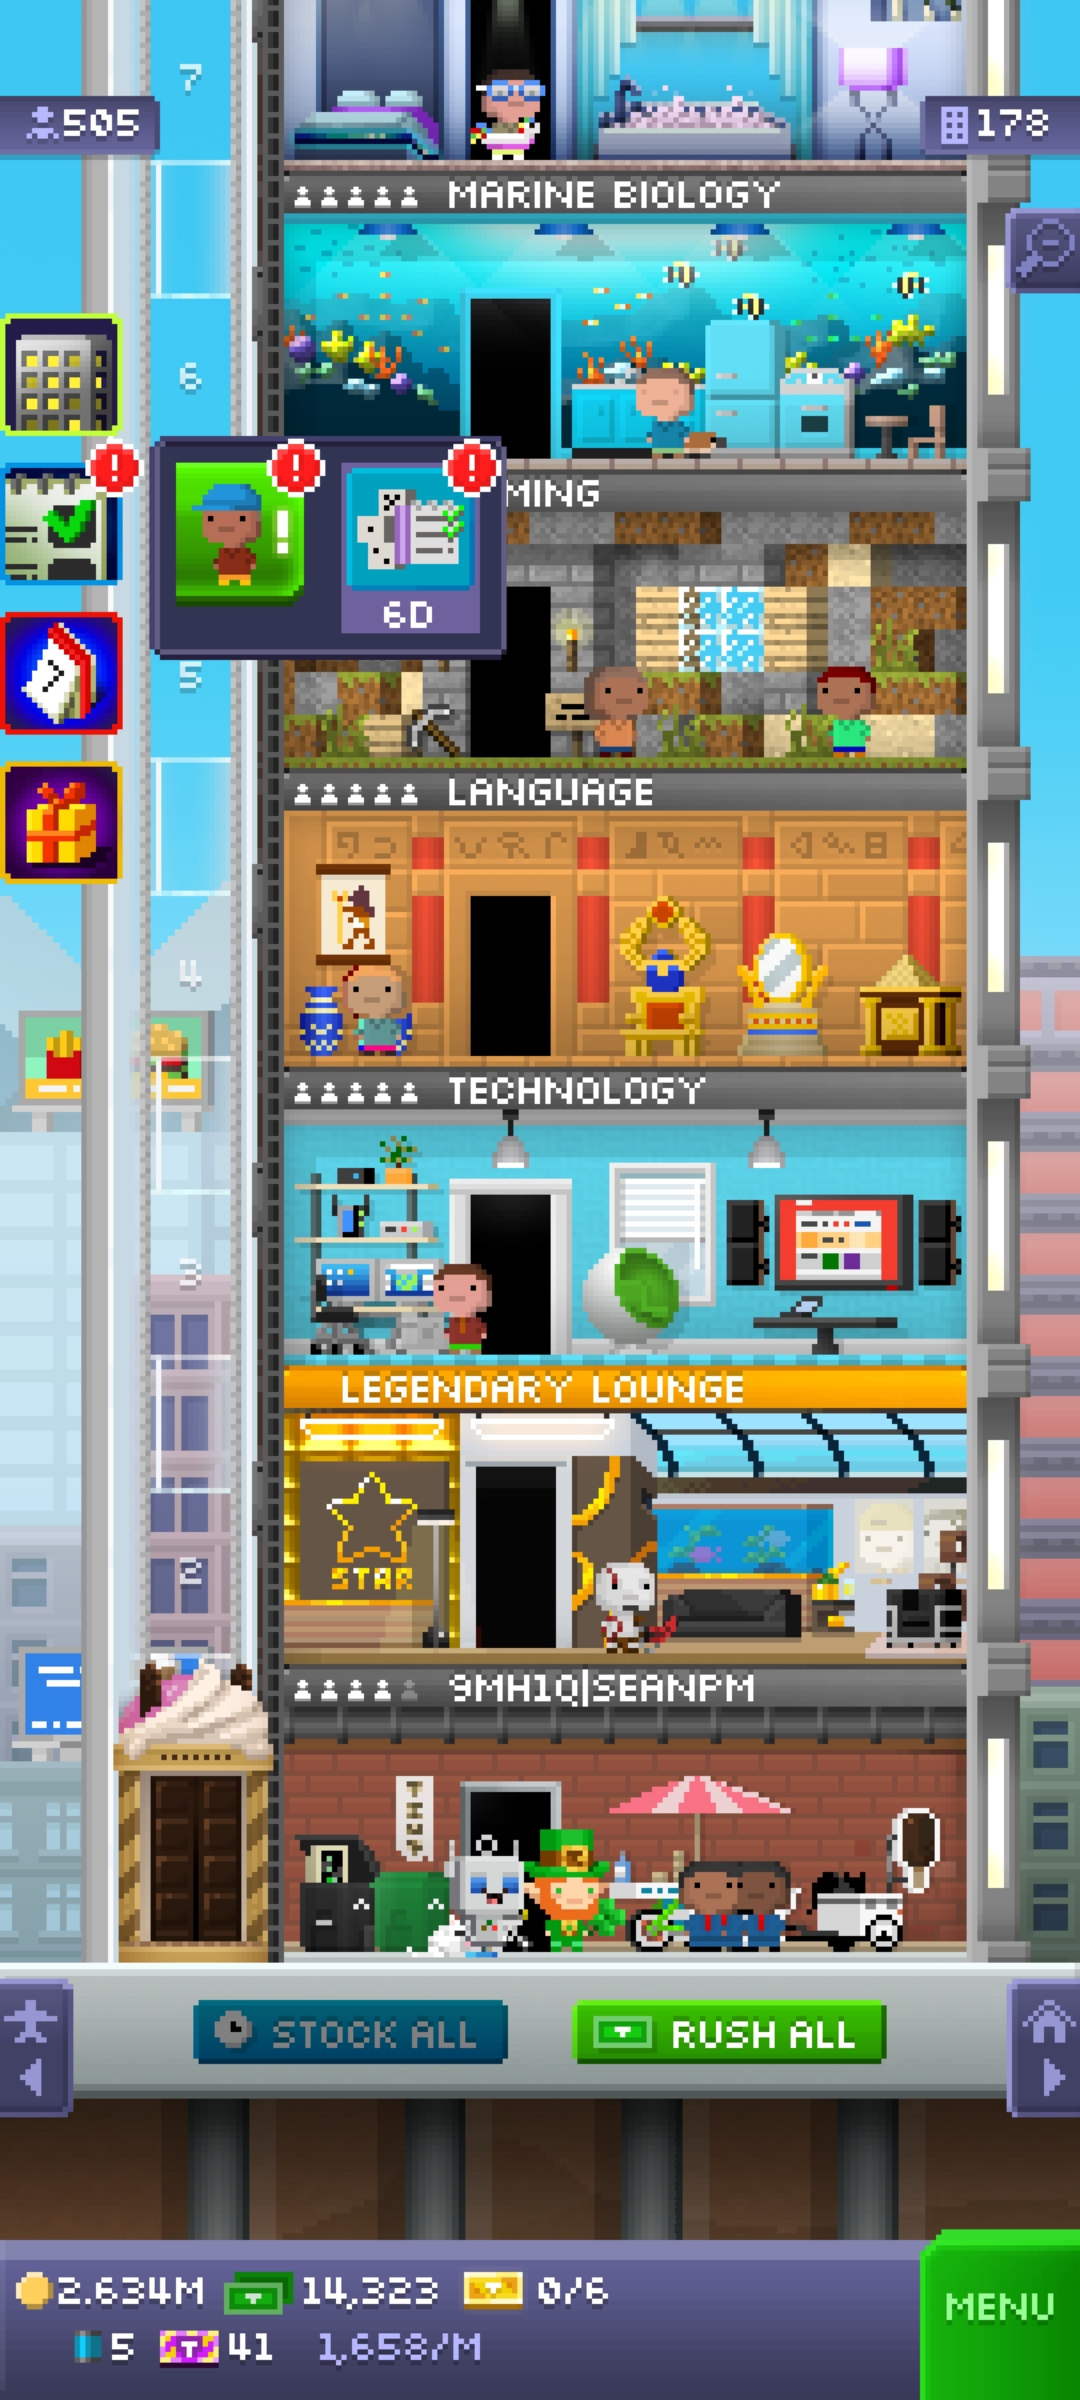 7
505
178
MARINE BIOLOGY
6
MING
6D
5
LANGUAGE
4
TECHNOLOGY
3
LEGENDARY LOUNGE
STAR
2
9MH1Q|SEANPM
STOCK ALL
RUSH ALL
2.634M
14,323
0/6
MENU
5
T
41
1,658/M